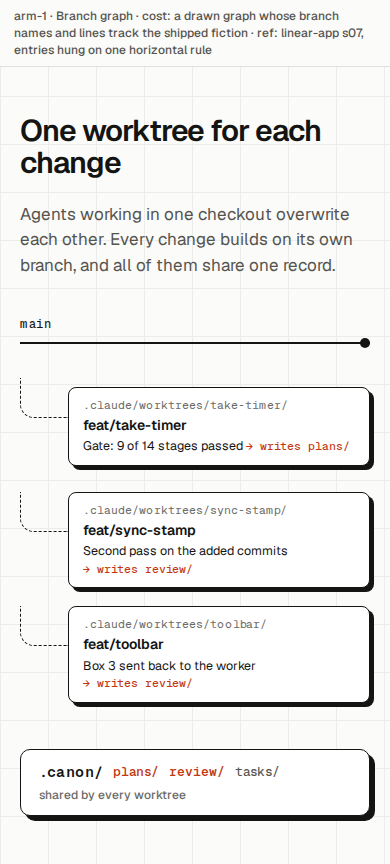 arm-1 · Branch graph · cost: a drawn graph whose branch
names and lines track the shipped fiction · ref: linear-app s07,
entries hung on one horizontal rule
One worktree for each
change
Agents working in one checkout overwrite
each other. Every change builds on its own
branch, and all of them share one record.
main
.claude/worktrees/take-timer/
feat/take-timer
Gate: 9 of 14 stages passed → writes plans/
.claude/worktrees/sync-stamp/
feat/sync-stamp
Second pass on the added commits
→ writes review/
.claude/worktrees/toolbar/
feat/toolbar
Box 3 sent back to the worker
→ writes review/
.canon/ plans/ review/ tasks/
shared by every worktree